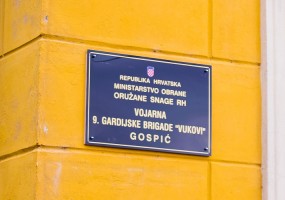 REPUBLIKA HRVATSKA
MINISTARSTVO OBRANE
ORUŽANE SNAGE RH
VOJARNA
9. GARDIJSKE BRIGADE "VUKOVI"
GOSPIĆ